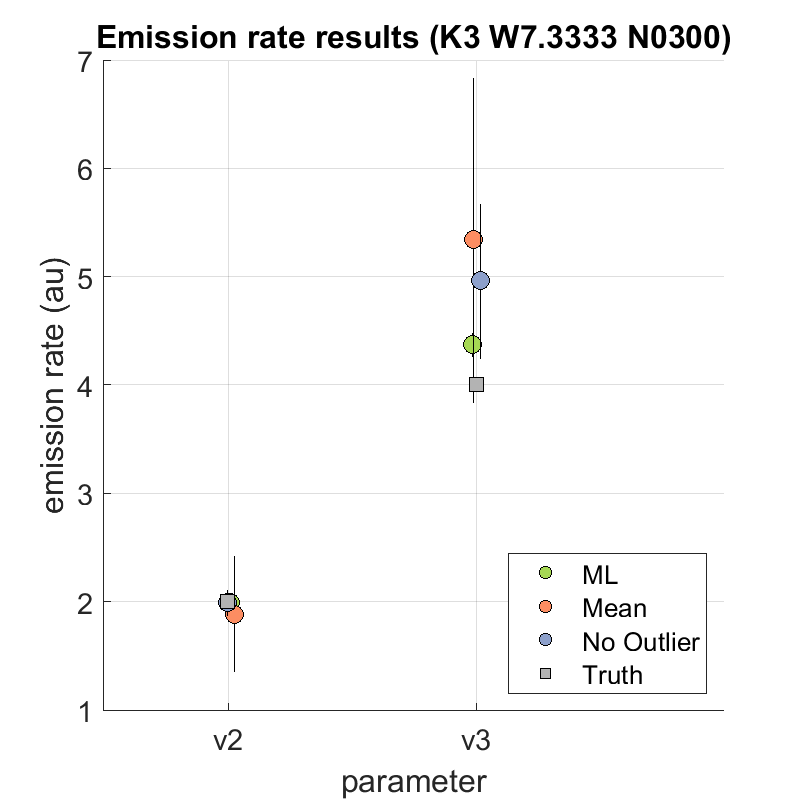 Emission rate results (K3 W7.3333 N0300)
7
6
5
4
3
2
1
emission rate (au)
v2
v3
parameter
ML
Mean
No Outlier
Truth